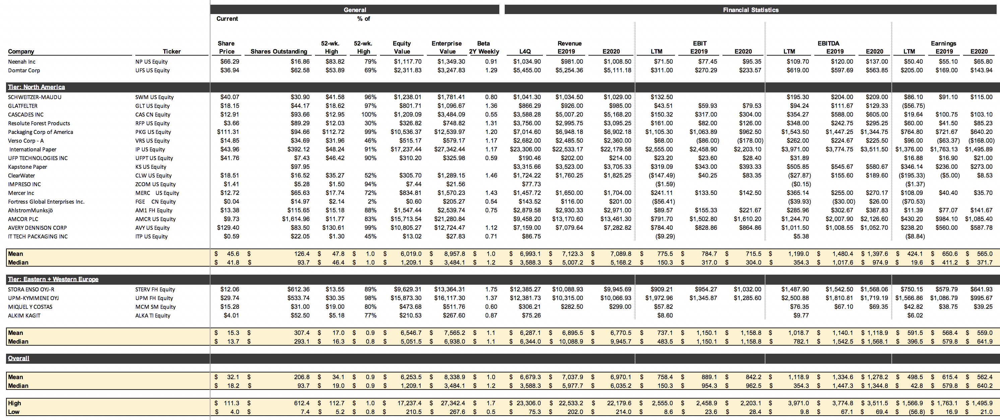 General Financial Statistics
Current % of
Share 52-wk. 52-wk. Equity Enterprise Beta Revenue EBIT EBITDA Earnings
Company Ticker Price Shares Outstanding High High Value Value 2Y Weekly L4Q E2019 E2020 LTM E2019 E2020 LTM E2019 E2020 LTM E2019 E2020
Neenah Inc NP US Equity $66.29 $16.86 $83.82 79% $1,117.70 $1,349.30 0.91 $1,034.90 $981.00 $1,008.50 $71.50 $77.45 $95.35 $109.70 $120.00 $137.00 $50.40 $55.10 $65.80
Domtar Corp UFS US Equity $36.94 $62.58 $53.89 69% $2,311.83 $3,247.83 1.29 $5,455.00 $5,254.36 $5,111.18 $311.00 $270.29 $233.57 $619.00 $597.69 $563.85 $205.00 $169.00 $143.94
Tier: North America
SCHWEITZER-MAUDU SWM US Equity $40.07 $30.90 $41.58 96% $1,238.01 $1,781.41 0.80 $1,041.30 $1,034.50 $1,029.00 $132.50 $195.30 $204.00 $209.00 $86.10 $91.10 $115.00
GLATFELTER GLT US Equity $18.15 $44.17 $18.62 97% $801.71 $1,096.67 1.36 $866.29 $926.00 $985.00 $43.51 $59.93 $79.53 $94.24 $111.67 $129.33 ($56.75)
CASCADES INC CAS CN Equity $12.91 $93.66 $12.95 100% $1,209.09 $3,484.09 0.55 $3,588.28 $5,007.20 $5,168.20 $150.32 $317.00 $304.00 $354.27 $588.00 $605.00 $19.64 $100.75 $103.10
Resolute Forest Products RFP US Equity $3.66 $89.29 $12.03 30% $326.82 $748.82 1.31 $3,756.00 $2,995.75 $3,095.25 $161.00 $82.00 $126.00 $348.00 $242.75 $295.25 $60.00 $41.50 $85.23
Packaging Corp of America PKG US Equity $111.31 $94.66 $112.72 99% $10,536.37 $12,539.97 1.20 $7,014.60 $6,948.18 $6,902.18 $1,105.30 $1,063.89 $962.50 $1,543.50 $1,447.25 $1,344.75 $764.80 $721.67 $640.20
Verso Corp - A VRS US Equity $14.85 $34.69 $31.96 46% $515.17 $579.17 1.17 $2,682.00 $2,485.50 $2,360.00 $68.00 ($86.00) ($178.00) $262.00 $224.67 $225.50 $96.00 ($63.37) ($168.00)
International Paper IP US Equity $43.96 $392.12 $48.24 91% $17,237.44 $27,342.44 1.17 $23,306.00 $22,533.17 $22,179.58 $2,555.00 $2,458.90 $2,203.10 $3,971.00 $3,774.75 $3,511.50 $1,376.00 $1,763.13 $1,495.89
UFP TECHNOLOGIES INC UFPT US Equity $41.76 $7.43 $46.42 90% $310.20 $325.98 0.59 $190.46 $202.00 $214.00 $23.20 $23.60 $28.40 $31.89 $16.88 $16.90 $21.00
Kapstone Paper KS US Equity $97.95 $3,315.66 $3,523.00 $3,705.33 $319.09 $343.00 $393.33 $505.85 $545.67 $580.67 $346.14 $236.00 $273.00
ClearWater CLW US Equity $18.51 $16.52 $35.27 52% $305.70 $1,289.15 1.46 $1,724.22 $1,760.25 $1,825.25 ($147.49) $40.25 $83.35 ($27.87) $155.60 $189.60 ($195.33) ($5.00) $8.53
IMPRESO INC ZCOM US Equity $1.41 $5.28 $1.50 94% $7.44 $21.56 $77.73 ($1.59) ($0.15) ($1.37)
Mercer Inc MERC US Equity $12.72 $65.63 $17.74 72% $834.81 $1,570.23 1.43 $1,457.72 $1,650.00 $1,704.00 $241.11 $133.50 $142.50 $365.14 $255.00 $270.17 $108.09 $40.40 $35.70
Fortress Global Enterprises Inc. FGE CN Equity $0.04 $14.97 $2.14 2% $0.60 $205.27 0.54 $143.52 $116.00 $201.00 ($56.41) ($39.93) ($30.00) $26.00 ($70.53)
AhlstromMunksjö AM1 FH Equity $13.38 $115.65 $15.18 88% $1,547.44 $2,539.74 0.75 $2,879.58 $2,930.33 $2,971.00 $89.57 $155.33 $221.67 $285.96 $302.67 $387.83 $11.39 $77.07 $141.67
AMCOR PLC AMCR US Equity $9.73 $1,614.96 $11.77 83% $15,713.54 $21,280.84 $9,458.20 $13,170.60 $13,461.30 $791.70 $1,502.80 $1,610.20 $1,244.70 $2,007.90 $2,126.60 $430.20 $984.10 $1,085.40
AVERY DENNISON CORP AVY US Equity $129.40 $83.50 $130.61 99% $10,805.27 $12,724.47 1.12 $7,159.00 $7,079.64 $7,282.82 $784.40 $828.86 $864.86 $1,011.50 $1,008.55 $1,052.70 $238.20 $560.00 $587.78
IT TECH PACKAGING INC ITP US Equity $0.59 $22.05 $1.30 45% $13.02 $27.83 0.71 $86.75 ($9.29) $5.38 ($8.84)
Mean $ 45.6 $ 126.4 $ 47.8 $ 1.0 $ 6,019.0 $ 8,957.8 $ 1.0 $ 6,993.1 $ 7,123.3 $ 7,089.8 $ 775.5 $ 784.7 $ 715.5 $ 1,199.0 $ 1,480.4 $ 1,397.6 $ 424.1 $ 650.6 $ 565.0
Median $ 41.8 $ 93.7 $ 46.4 $ 1.0 $ 1,209.1 $ 3,484.1 $ 1.2 $ 3,588.3 $ 5,007.2 $ 5,168.2 $ 150.3 $ 317.0 $ 304.0 $ 354.3 $ 1,017.6 $ 974.9 $ 19.6 $ 411.2 $ 371.7
Tier: Eastern + Western Europe
STORA ENSO OYJ-R STERV FH Equity $12.06 $612.36 $13.55 89% $9,629.31 $13,364.31 1.75 $12,385.27 $10,088.93 $9,945.69 $909.21 $954.27 $1,032.00 $1,487.90 $1,542.50 $1,568.06 $750.15 $579.79 $641.93
UPM-KYMMENE OYJ UPM FH Equity $29.74 $533.74 $30.35 98% $15,873.30 $16,117.30 1.37 $12,381.73 $10,315.00 $10,066.93 $1,972.96 $1,345.87 $1,285.60 $2,500.88 $1,810.81 $1,719.19 $1,566.86 $1,086.79 $995.67
MIQUEL Y COSTAS MCM SM Equity $15.28 $31.00 $19.00 80% $473.68 $511.76 0.60 $306.21 $282.50 $299.00 $57.82 $76.35 $67.10 $69.35 $42.82 $38.75 $39.25
ALKIM KAGIT ALKA TI Equity $4.01 $52.50 $5.18 77% $210.53 $267.60 0.87 $75.26 $8.60 $9.77 $6.02
Mean $ 15.3 $ 307.4 $ 17.0 $ 0.9 $ 6,546.7 $ 7,565.2 $ 1.1 $ 6,287.1 $ 6,895.5 $ 6,770.5 $ 737.1 $ 1,150.1 $ 1,158.8 $ 1,018.7 $ 1,140.1 $ 1,118.9 $ 591.5 $ 568.4 $ 559.0
Median $ 13.7 $ 293.1 $ 16.3 $ 0.8 $ 5,051.5 $ 6,938.0 $ 1.1 $ 6,344.0 $ 10,088.9 $ 9,945.7 $ 483.5 $ 1,150.1 $ 1,158.8 $ 782.1 $ 1,542.5 $ 1,568.1 $ 396.5 $ 579.8 $ 641.9
Overall
Mean $ 32.1 $ 206.8 $ 34.1 $ 0.9 $ 6,253.5 $ 8,338.9 $ 1.0 $ 6,679.3 $ 7,037.9 $ 6,970.1 $ 758.4 $ 889.1 $ 842.2 $ 1,118.9 $ 1,334.6 $ 1,278.2 $ 498.5 $ 615.4 $ 562.4
Median $ 18.2 $ 93.7 $ 19.0 $ 0.9 $ 1,209.1 $ 3,484.1 $ 1.2 $ 3,588.3 $ 5,977.7 $ 6,035.2 $ 150.3 $ 954.3 $ 962.5 $ 354.3 $ 1,447.3 $ 1,344.8 $ 42.8 $ 579.8 $ 640.2
High $ 111.3 $ 612.4 $ 112.7 $ 1.0 $ 17,237.4 $ 27,342.4 $ 1.7 $ 23,306.0 $ 22,533.2 $ 22,179.6 $ 2,555.0 $ 2,458.9 $ 2,203.1 $ 3,971.0 $ 3,774.8 $ 3,511.5 $ 1,566.9 $ 1,763.1 $ 1,495.9
Low $ 4.0 $ 7.4 $ 5.2 $ 0.8 $ 210.5 $ 267.6 $ 0.5 $ 75.3 $ 202.0 $ 214.0 $ 8.6 $ 23.6 $ 28.4 $ 9.8 $ 67.1 $ 69.4 $ (56.8) $ 16.9 $ 21.0